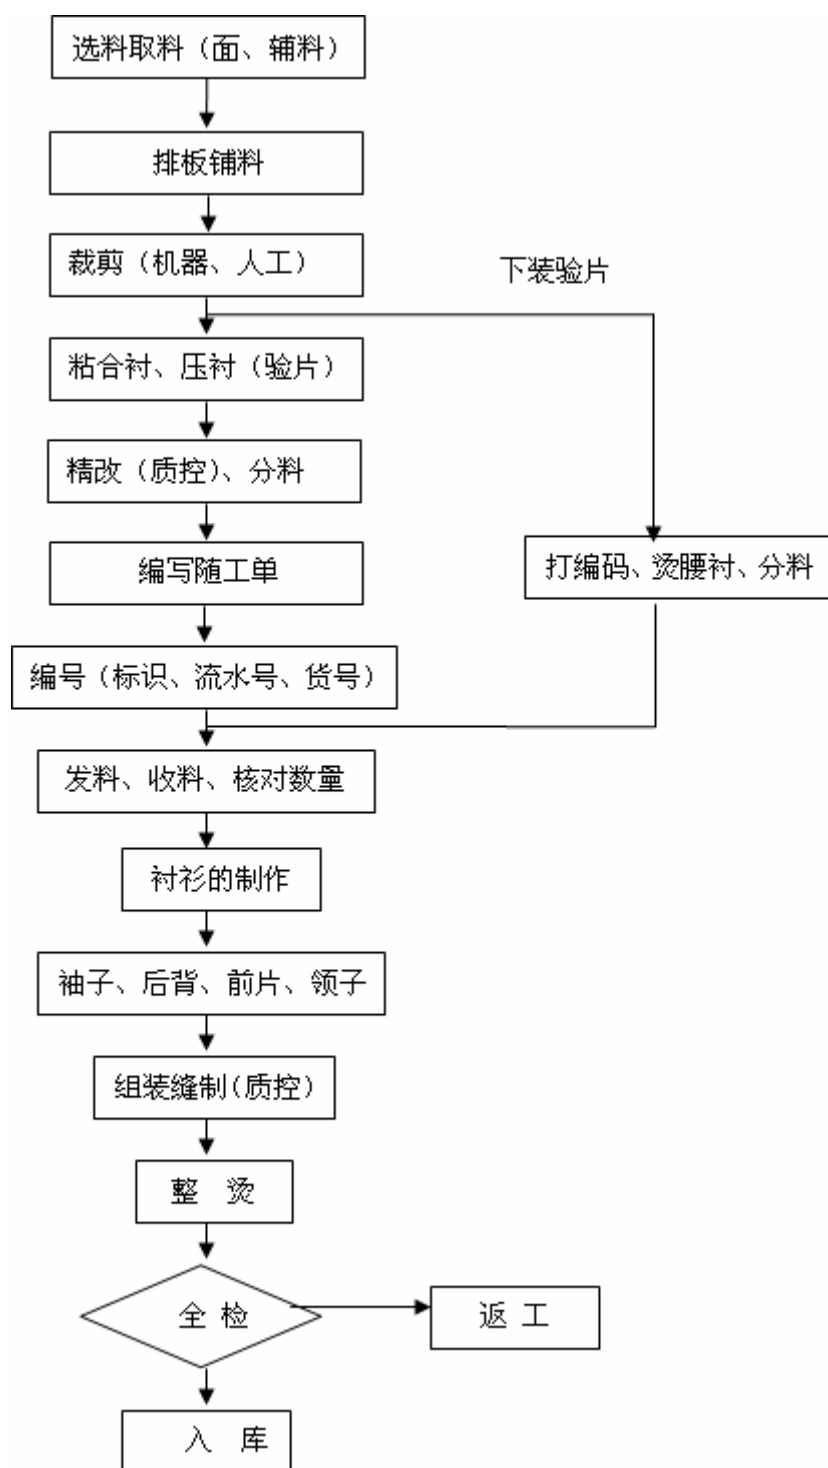 选料取料（面、辅料）
排板铺料
裁剪（机器、人工）
下装验片
粘合衬、压衬（验片）
精改（质控）、分料
编写随工单
打编码、烫腰衬、分料
编号（标识、流水号、货号）
发料、收料、核对数量
衬衫的制作
袖子、后背、前片、领子
组装缝制（质控）
整 烫
全 检
返 工
入 库